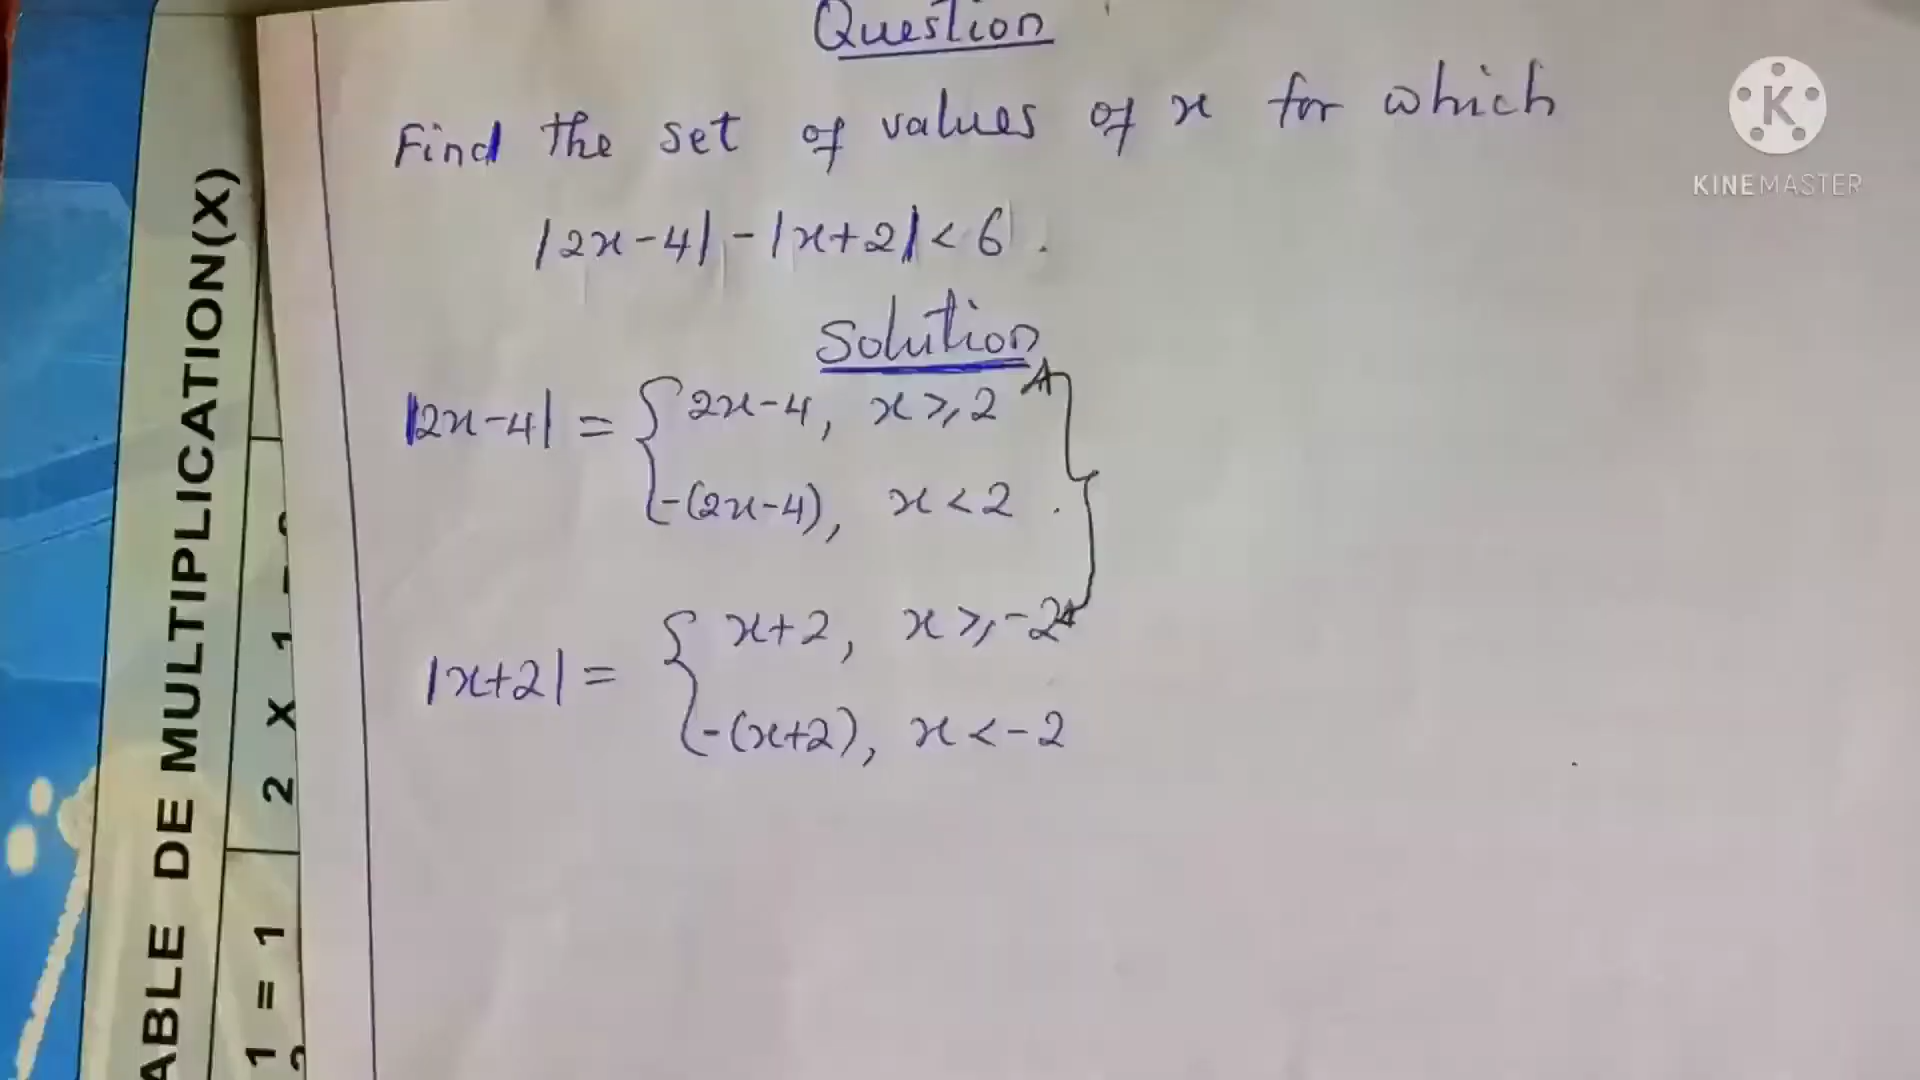 Question
Find the set of values of x for which
|2x-4| - |x+2| < 6.
Solution
|2x-4| = { 2x-4, x ≥ 2
-(2x-4), x < 2.
|x+2| = { x+2, x ≥ -2
-(x+2), x < -2
KINEMASTER
K
ABLE DE MULTIPLICATION(X)
2 X 1
1 = 1